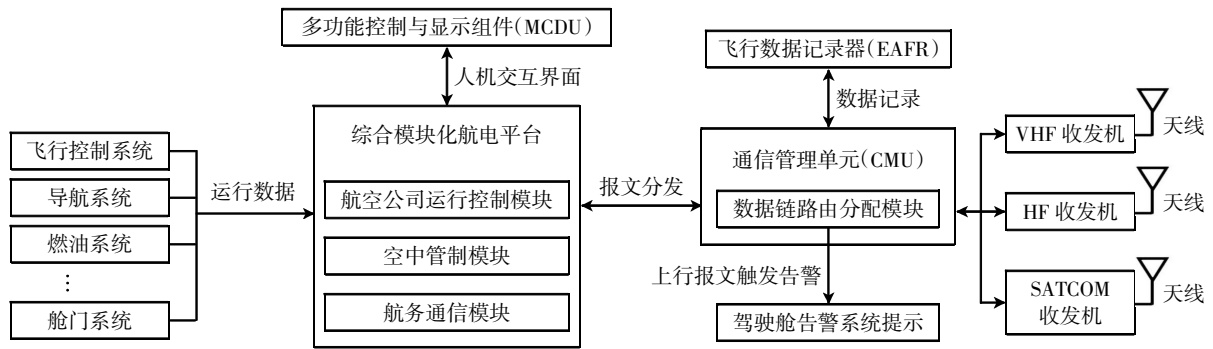 多功能控制与显示组件(MCDU)
人机交互界面
飞行控制系统
导航系统
燃油系统
⋮
舱门系统
运行数据
综合模块化航电平台
航空公司运行控制模块
空中管制模块
航务通信模块
报文分发
飞行数据记录器(EAFR)
数据记录
通信管理单元(CMU)
数据链路由分配模块
上行报文触发告警
驾驶舱告警系统提示
VHF 收发机
天线
HF 收发机
天线
SATCOM
收发机
天线